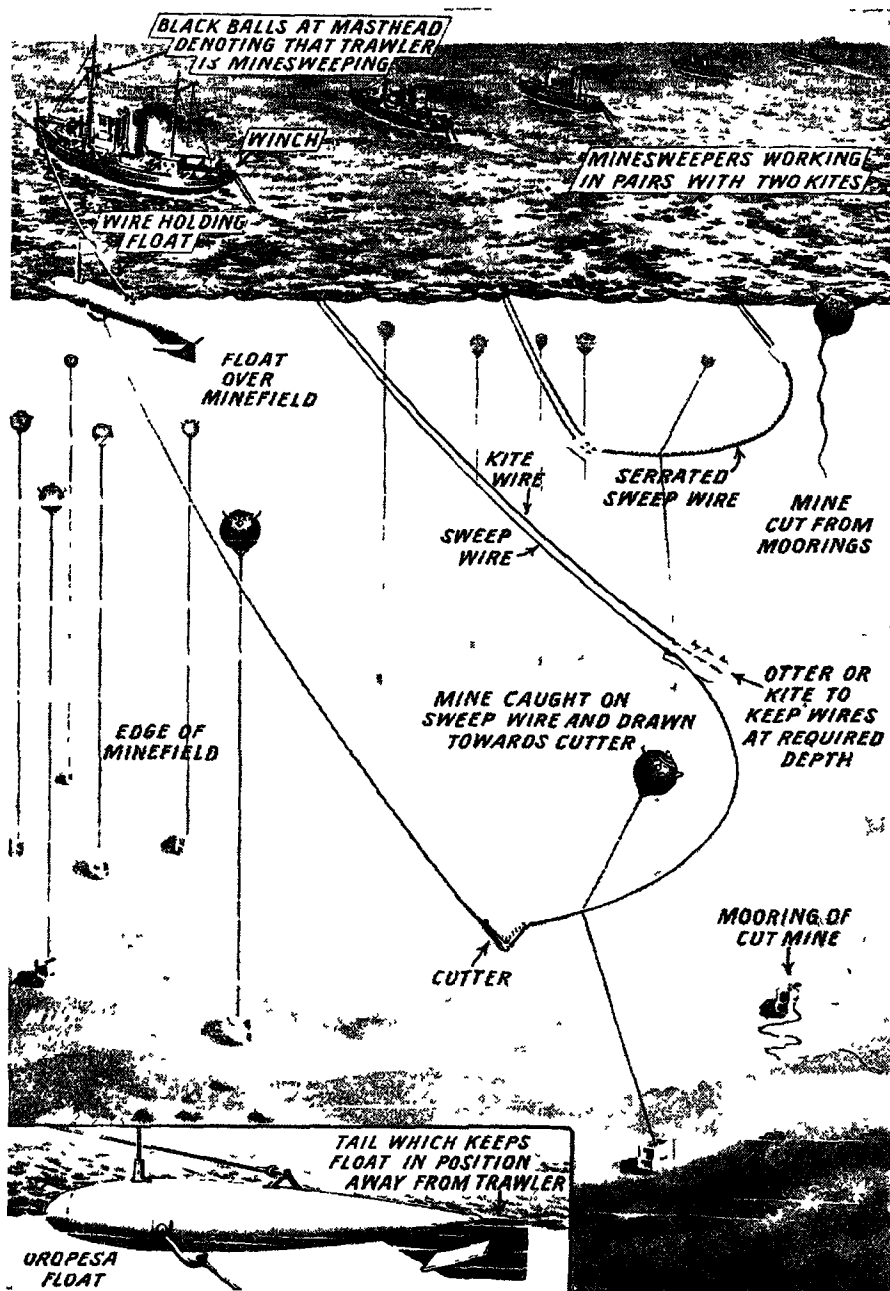 BLACK BALLS AT MASTHEAD
DENOTING THAT TRAWLER
IS MINESWEEPING
WINCH
MINESWEEPERS WORKING
IN PAIRS WITH TWO KITES
WIRE HOLDING
FLOAT
FLOAT
OVER
MINEFIELD
KITE
WIRE
SERRATED
SWEEP WIRE
MINE
CUT FROM
MOORINGS
SWEEP
WIRE
EDGE OF
MINEFIELD
MINE CAUGHT ON
SWEEP WIRE AND DRAWN
TOWARDS CUTTER
OTTER OR
KITE TO
KEEP WIRES
AT REQUIRED
DEPTH
CUTTER
MOORING OF
CUT MINE
TAIL WHICH KEEPS
FLOAT IN POSITION
AWAY FROM TRAWLER
OROPESA
FLOAT